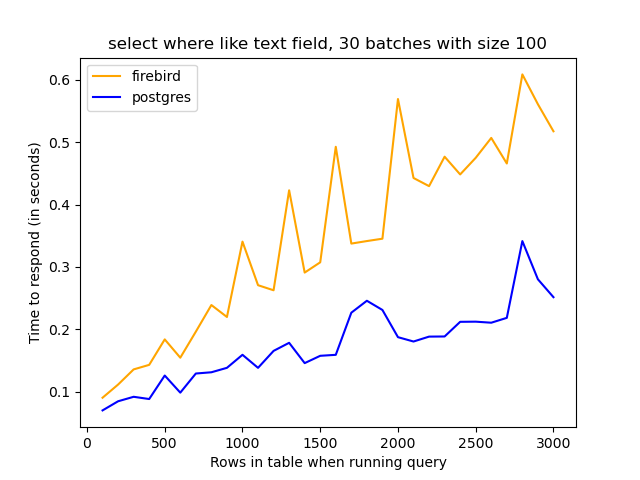 select where like text field, 30 batches with size 100
firebird
postgres
Time to respond (in seconds)
0.6
0.5
0.4
0.3
0.2
0.1
0 500 1000 1500 2000 2500 3000
Rows in table when running query